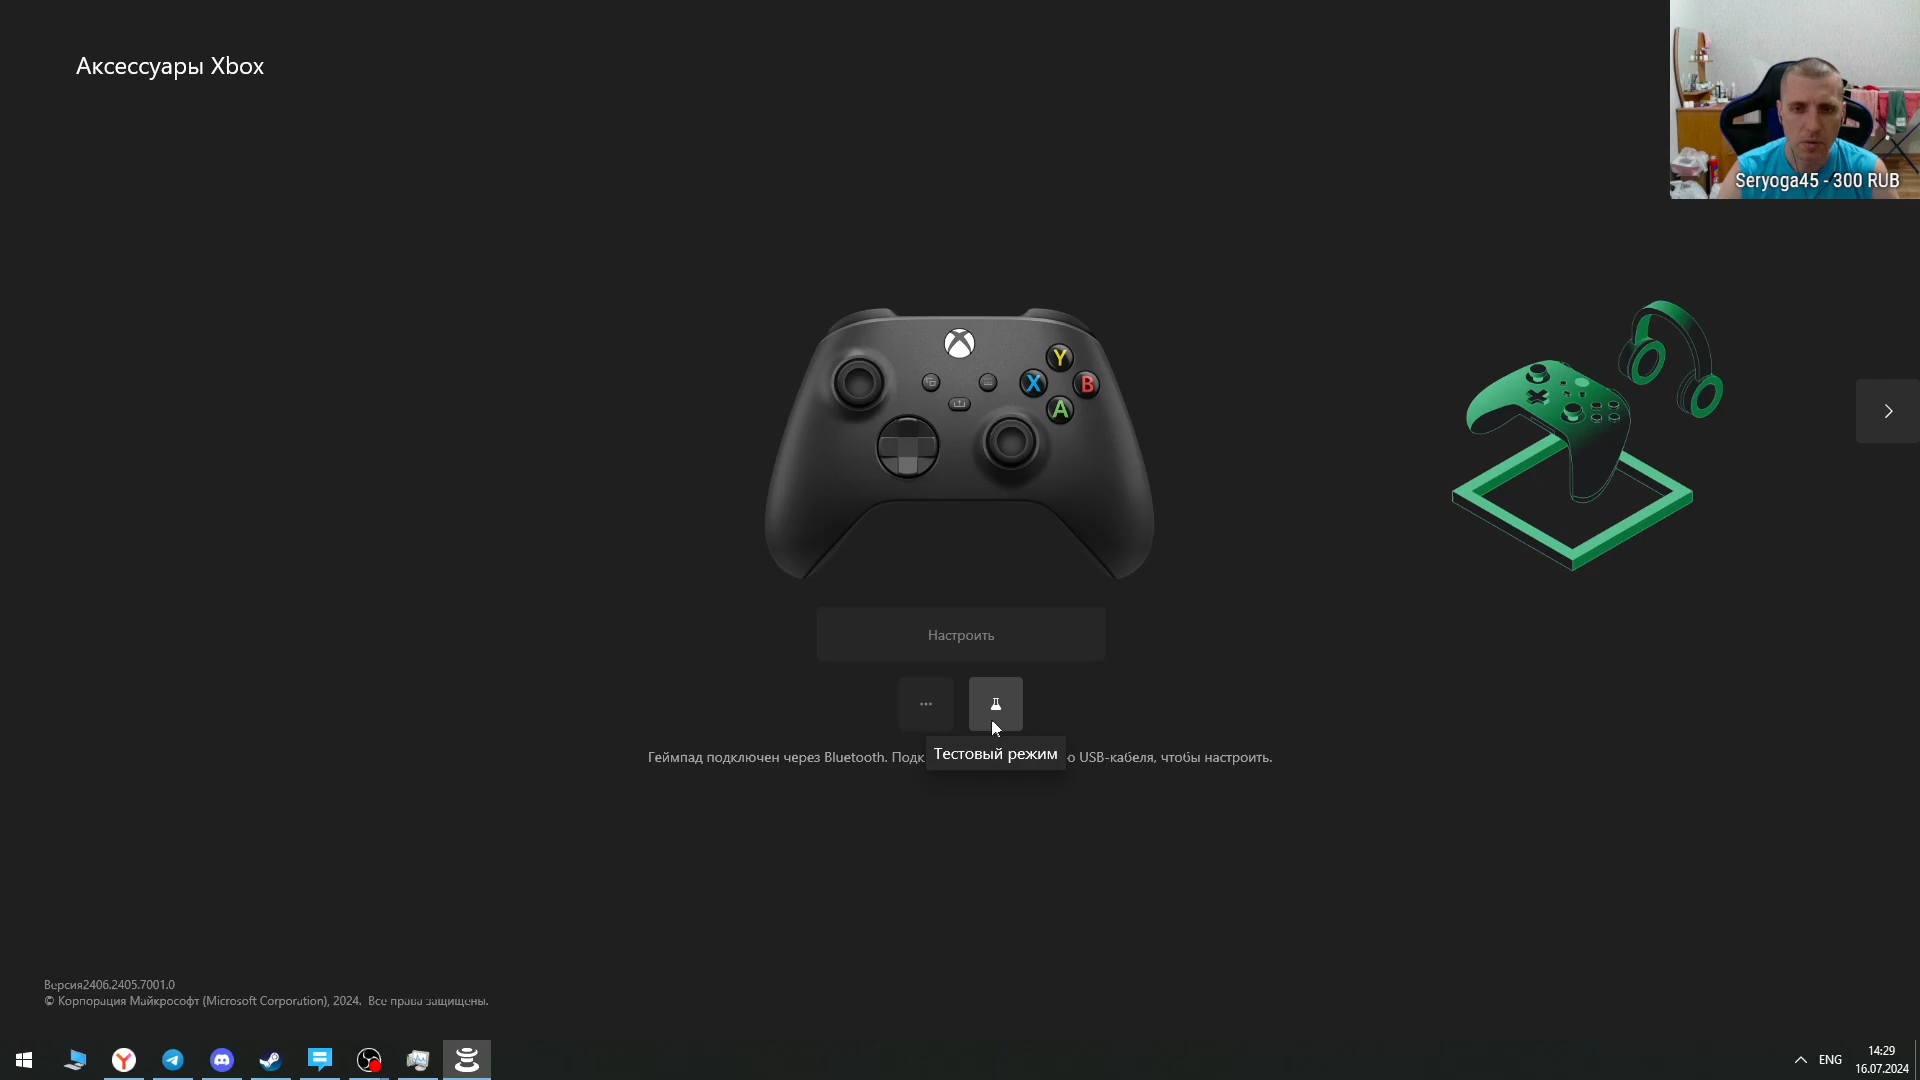 Аксессуары Xbox
Seryoga45 - 300 RUB
Y
X
B
A
Настроить
Тестовый режим
Геймпад подключен через Bluetooth. Подк
USB-кабеля, чтобы настроить.
Версия2406.2405.7001.0
© Корпорация Майкрософт (Microsoft Corporation), 2024. Все права защищены.
ENG
14:29
16.07.2024